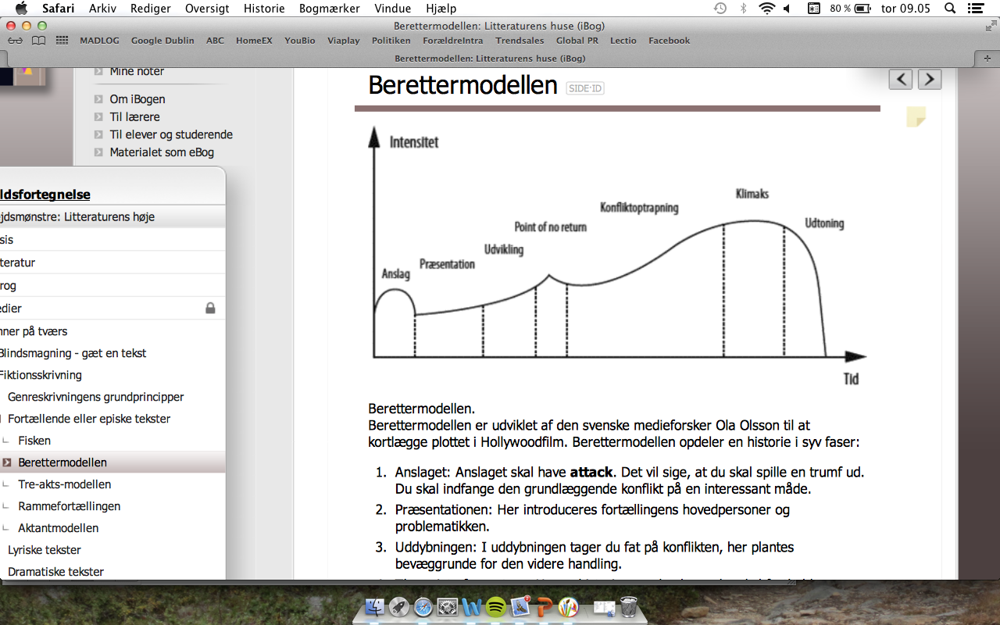 Safari Arkiv Rediger Oversigt Historie Bogmærker Vindue Hjælp 80 % tor 09.05
Berettermodellen: Litteraturens huse (iBog)
MADLOG Google Dublin ABC HomeEX YouBio Viaplay Politiken ForældreIntra Trendsales Global PR Lectio Facebook
Berettermodellen: Litteraturens huse (iBog)
Mine noter
Om iBogen
Til lærere
Til elever og studerende
Materialet som eBog
ldsfortegnelse
ejdsmønstre: Litteraturens høje
sis
tteratur
rog
edier
nner på tværs
Blindsmagning - gæt en tekst
Fiktionsskrivning
Genreskrivningens grundprincipper
Fortællende eller episke tekster
Fisken
Berettermodellen
Tre-akts-modellen
Rammefortællingen
Aktantmodellen
Lyriske tekster
Dramatiske tekster
Berettermodellen SIDE-ID
Intensitet
Klimaks
Konfliktoptrapning
Udtoning
Point of no return
Udvikling
Præsentation
Anslag
Tid
Berettermodellen.
Berettermodellen er udviklet af den svenske medieforsker Ola Olsson til at
kortlægge plottet i Hollywoodfilm. Berettermodellen opdeler en historie i syv faser:
1. Anslaget: Anslaget skal have attack. Det vil sige, at du skal spille en trumf ud.
Du skal indfange den grundlæggende konflikt på en interessant måde.
2. Præsentationen: Her introduceres fortællingens hovedpersoner og
problematikken.
3. Uddybningen: I uddybningen tager du fat på konflikten, her plantes
bevæggrunde for den videre handling.